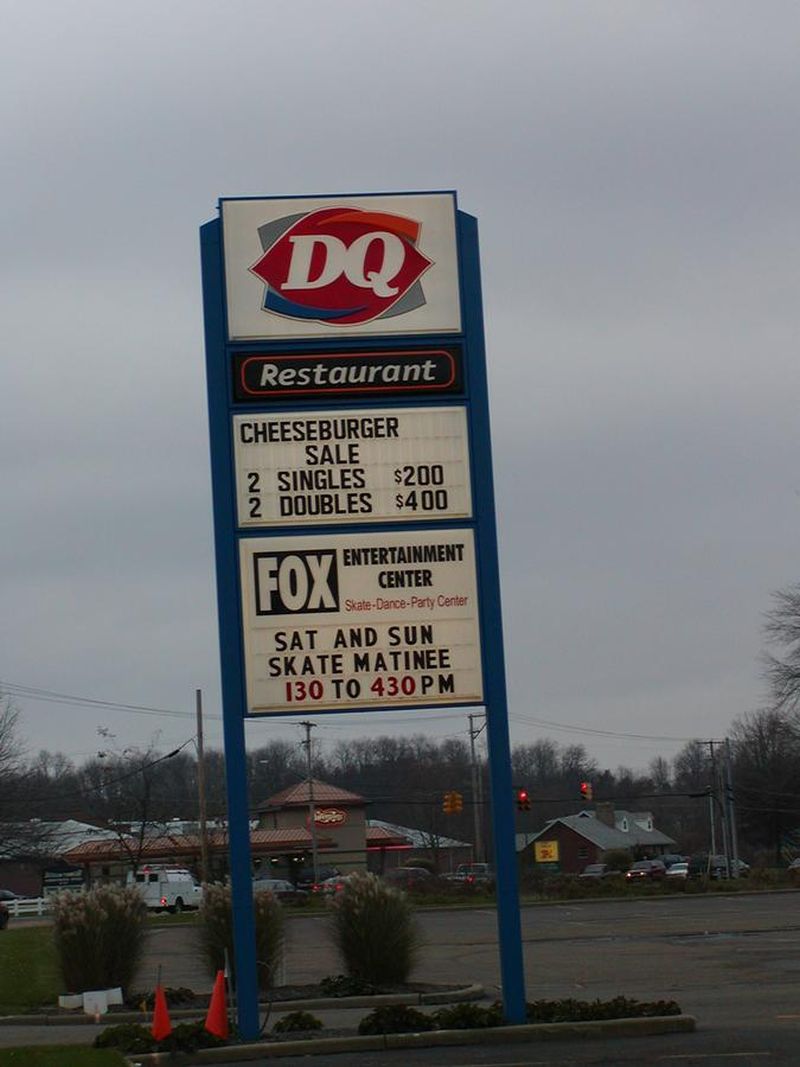 DQ
Restaurant
CHEESEBURGER
SALE
2 SINGLES $200
2 DOUBLES $400
FOX ENTERTAINMENT
CENTER
Skate-Dance-Party Center
SAT AND SUN
SKATE MATINEE
130 TO 430 PM